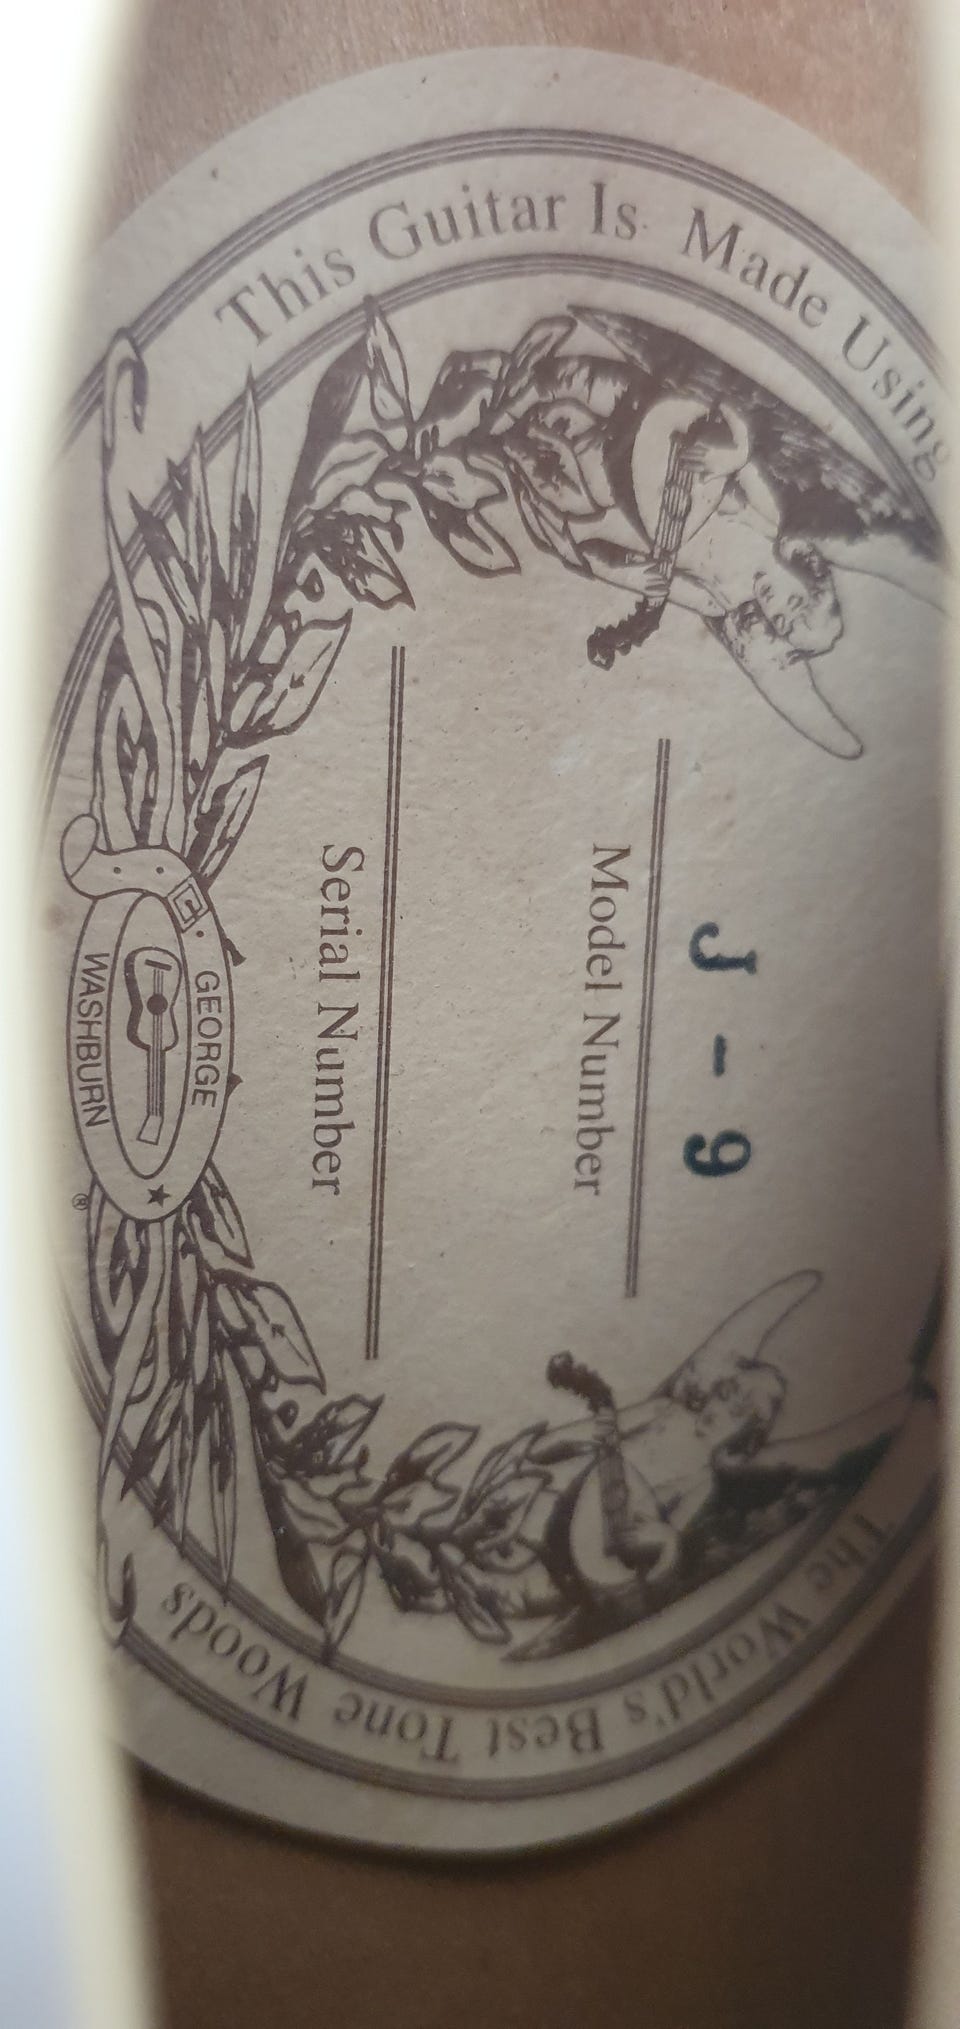 This Guitar Is Made Using The World's Best Tone Woods
J-9
Model Number
Serial Number
GEORGE
WASHBURN
®